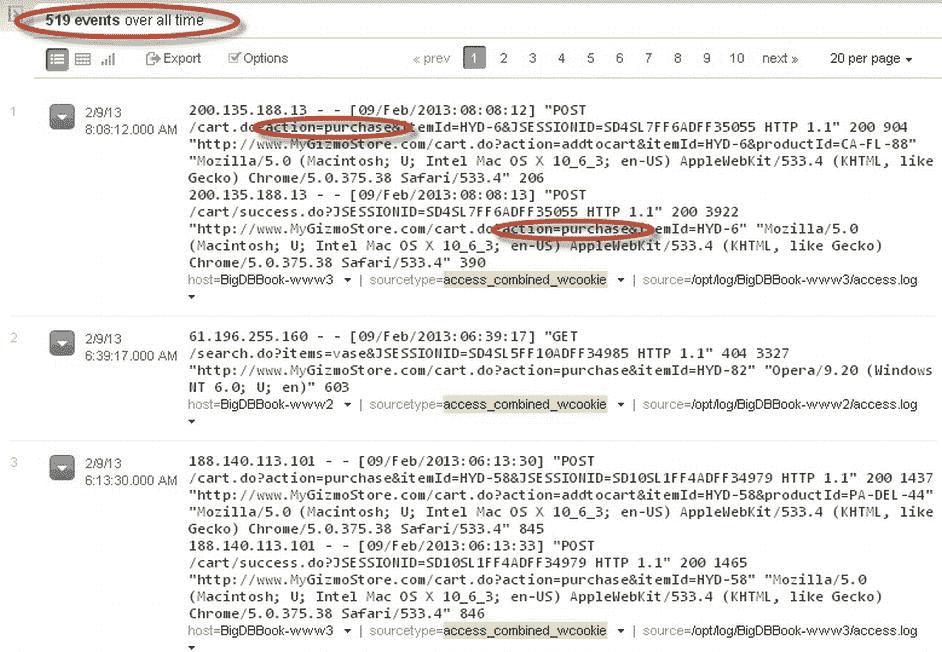 519 events over all time
Export Options « prev 1 2 3 4 5 6 7 8 9 10 next » 20 per page
1 2/9/13 8:08:12.000 AM
200.135.188.13 - - [09/Feb/2013:08:08:12] "POST
/cart.do?action=purchase&itemId=HYD-6&JSESSIONID=SD4SL7FF6ADFF35055 HTTP 1.1" 200 904
"http://www.MyGizmoStore.com/cart.do?action=addtocart&itemId=HYD-6&productId=CA-FL-88"
"Mozilla/5.0 (Macintosh; U; Intel Mac OS X 10_6_3; en-US) AppleWebKit/533.4 (KHTML, like
Gecko) Chrome/5.0.375.38 Safari/533.4" 206
200.135.188.13 - - [09/Feb/2013:08:08:13] "POST
/cart/success.do?JSESSIONID=SD4SL7FF6ADFF35055 HTTP 1.1" 200 3922
"http://www.MyGizmoStore.com/cart.do?action=purchase&itemId=HYD-6" "Mozilla/5.0
(Macintosh; U; Intel Mac OS X 10_6_3; en-US) AppleWebKit/533.4 (KHTML, like Gecko)
Chrome/5.0.375.38 Safari/533.4" 390
host=BigDBBook-www3 | sourcetype=access_combined_wcookie | source=/opt/log/BigDBBook-www3/access.log
2 2/9/13 6:39:17.000 AM
61.196.255.160 - - [09/Feb/2013:06:39:17] "GET
/search.do?items=vase&JSESSIONID=SD4SL5FF10ADFF34985 HTTP 1.1" 404 3327
"http://www.MyGizmoStore.com/cart.do?action=purchase&itemId=HYD-82" "Opera/9.20 (Windows
NT 6.0; U; en)" 603
host=BigDBBook-www2 | sourcetype=access_combined_wcookie | source=/opt/log/BigDBBook-www2/access.log
3 2/9/13 6:13:30.000 AM
188.140.113.101 - - [09/Feb/2013:06:13:30] "POST
/cart.do?action=purchase&itemId=HYD-58&JSESSIONID=SD10SL1FF4ADFF34979 HTTP 1.1" 200 1437
"http://www.MyGizmoStore.com/cart.do?action=addtocart&itemId=HYD-58&productId=PA-DEL-44"
"Mozilla/5.0 (Macintosh; U; Intel Mac OS X 10_6_3; en-US) AppleWebKit/533.4 (KHTML, like
Gecko) Chrome/5.0.375.38 Safari/533.4" 845
188.140.113.101 - - [09/Feb/2013:06:13:33] "POST
/cart/success.do?JSESSIONID=SD10SL1FF4ADFF34979 HTTP 1.1" 200 1465
"http://www.MyGizmoStore.com/cart.do?action=purchase&itemId=HYD-58" "Mozilla/5.0
(Macintosh; U; Intel Mac OS X 10_6_3; en-US) AppleWebKit/533.4 (KHTML, like Gecko)
Chrome/5.0.375.38 Safari/533.4" 846
host=BigDBBook-www3 | sourcetype=access_combined_wcookie | source=/opt/log/BigDBBook-www3/access.log